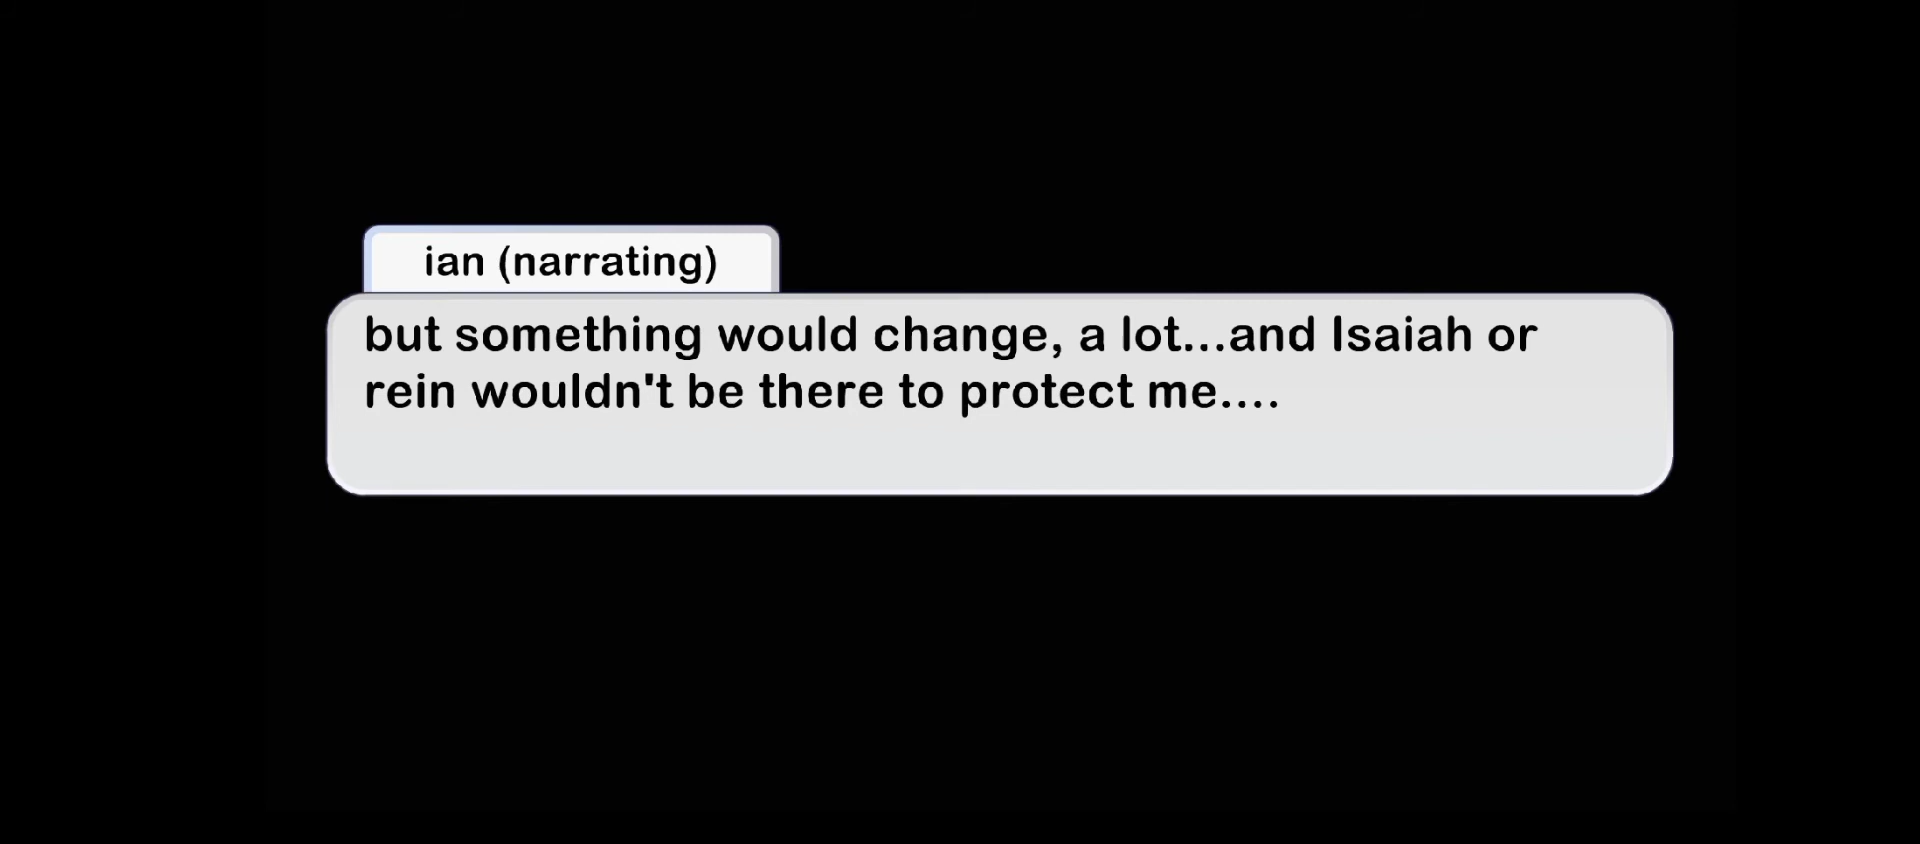 ian (narrating)
but something would change, a lot...and Isaiah or
rein wouldn't be there to protect me....